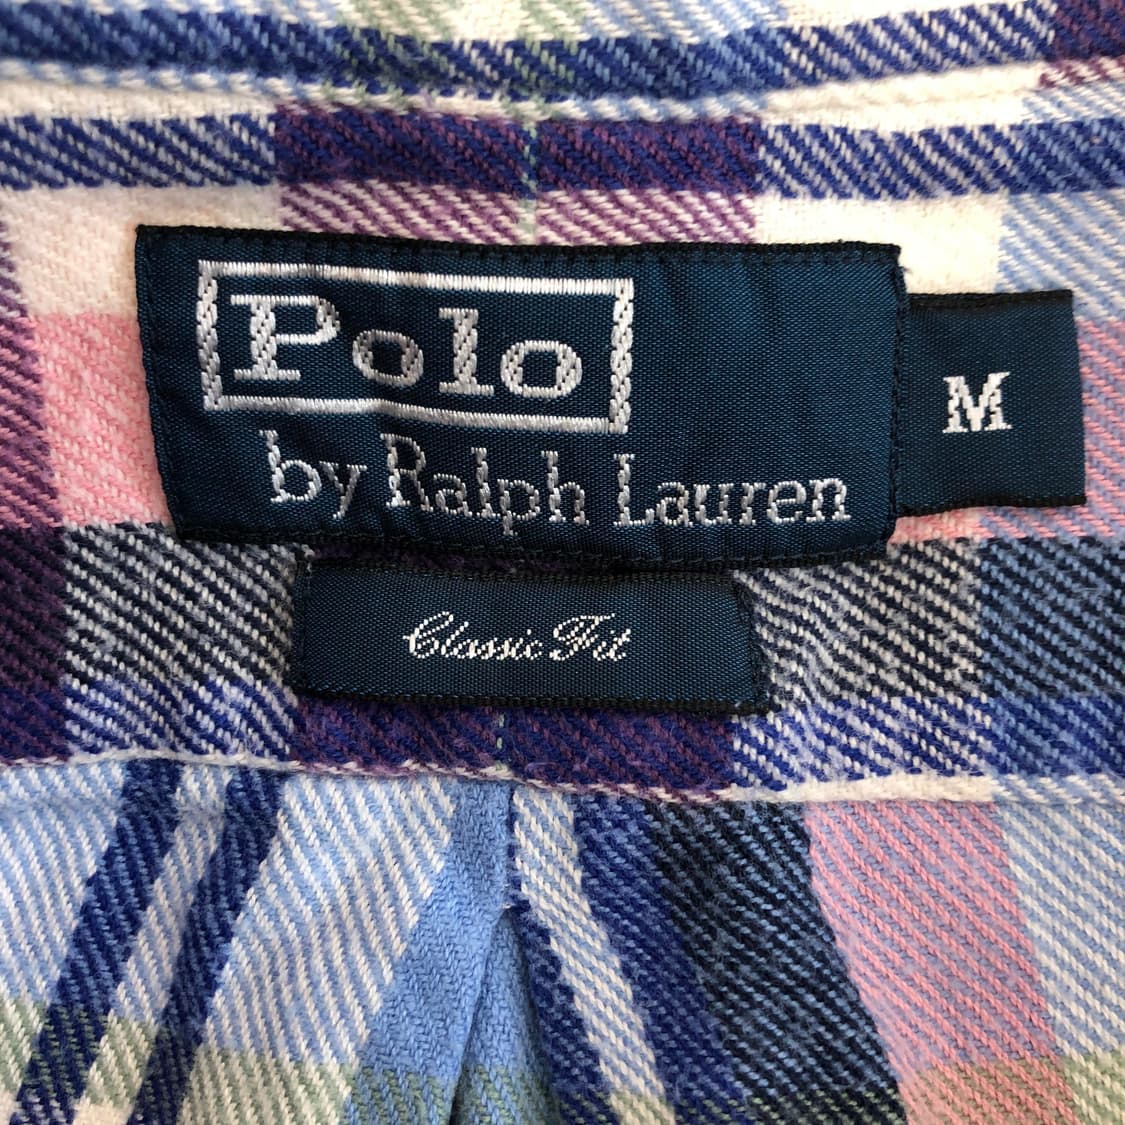 Polo
by Ralph Lauren
M
Classic Fit